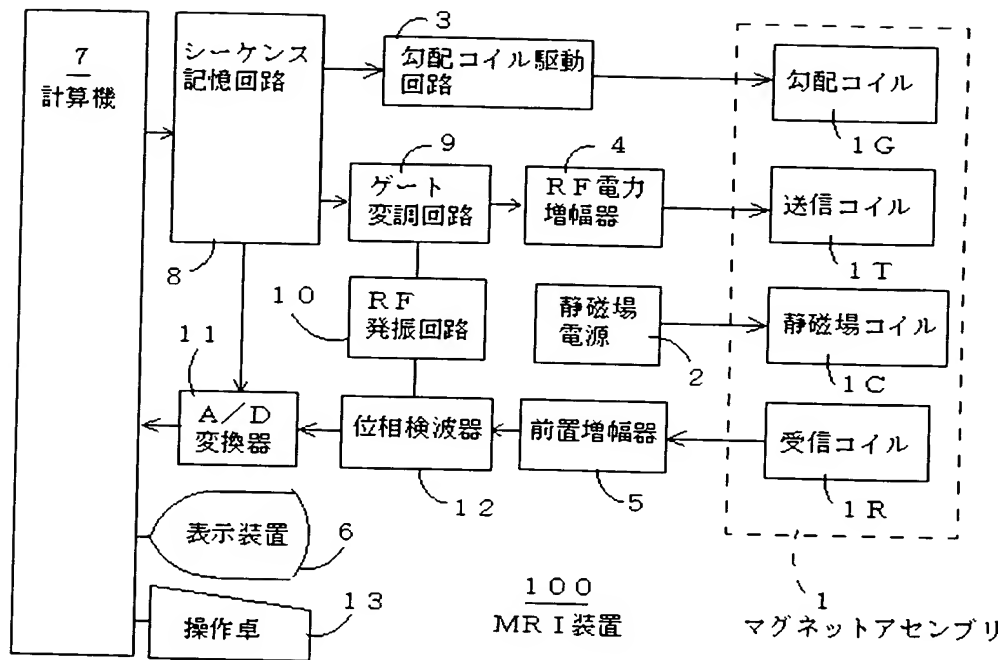 7
計算機
シーケンス
記憶回路
8
3
勾配コイル駆動
回路
勾配コイル
1G
9
ゲート
変調回路
4
RF電力
増幅器
送信コイル
1T
10
RF
発振回路
静磁場
電源
2
静磁場コイル
1C
11
A/D
変換器
位相検波器
12
前置増幅器
5
受信コイル
1R
表示装置
6
操作卓
13
100
MRI装置
1
マグネットアセンブリ